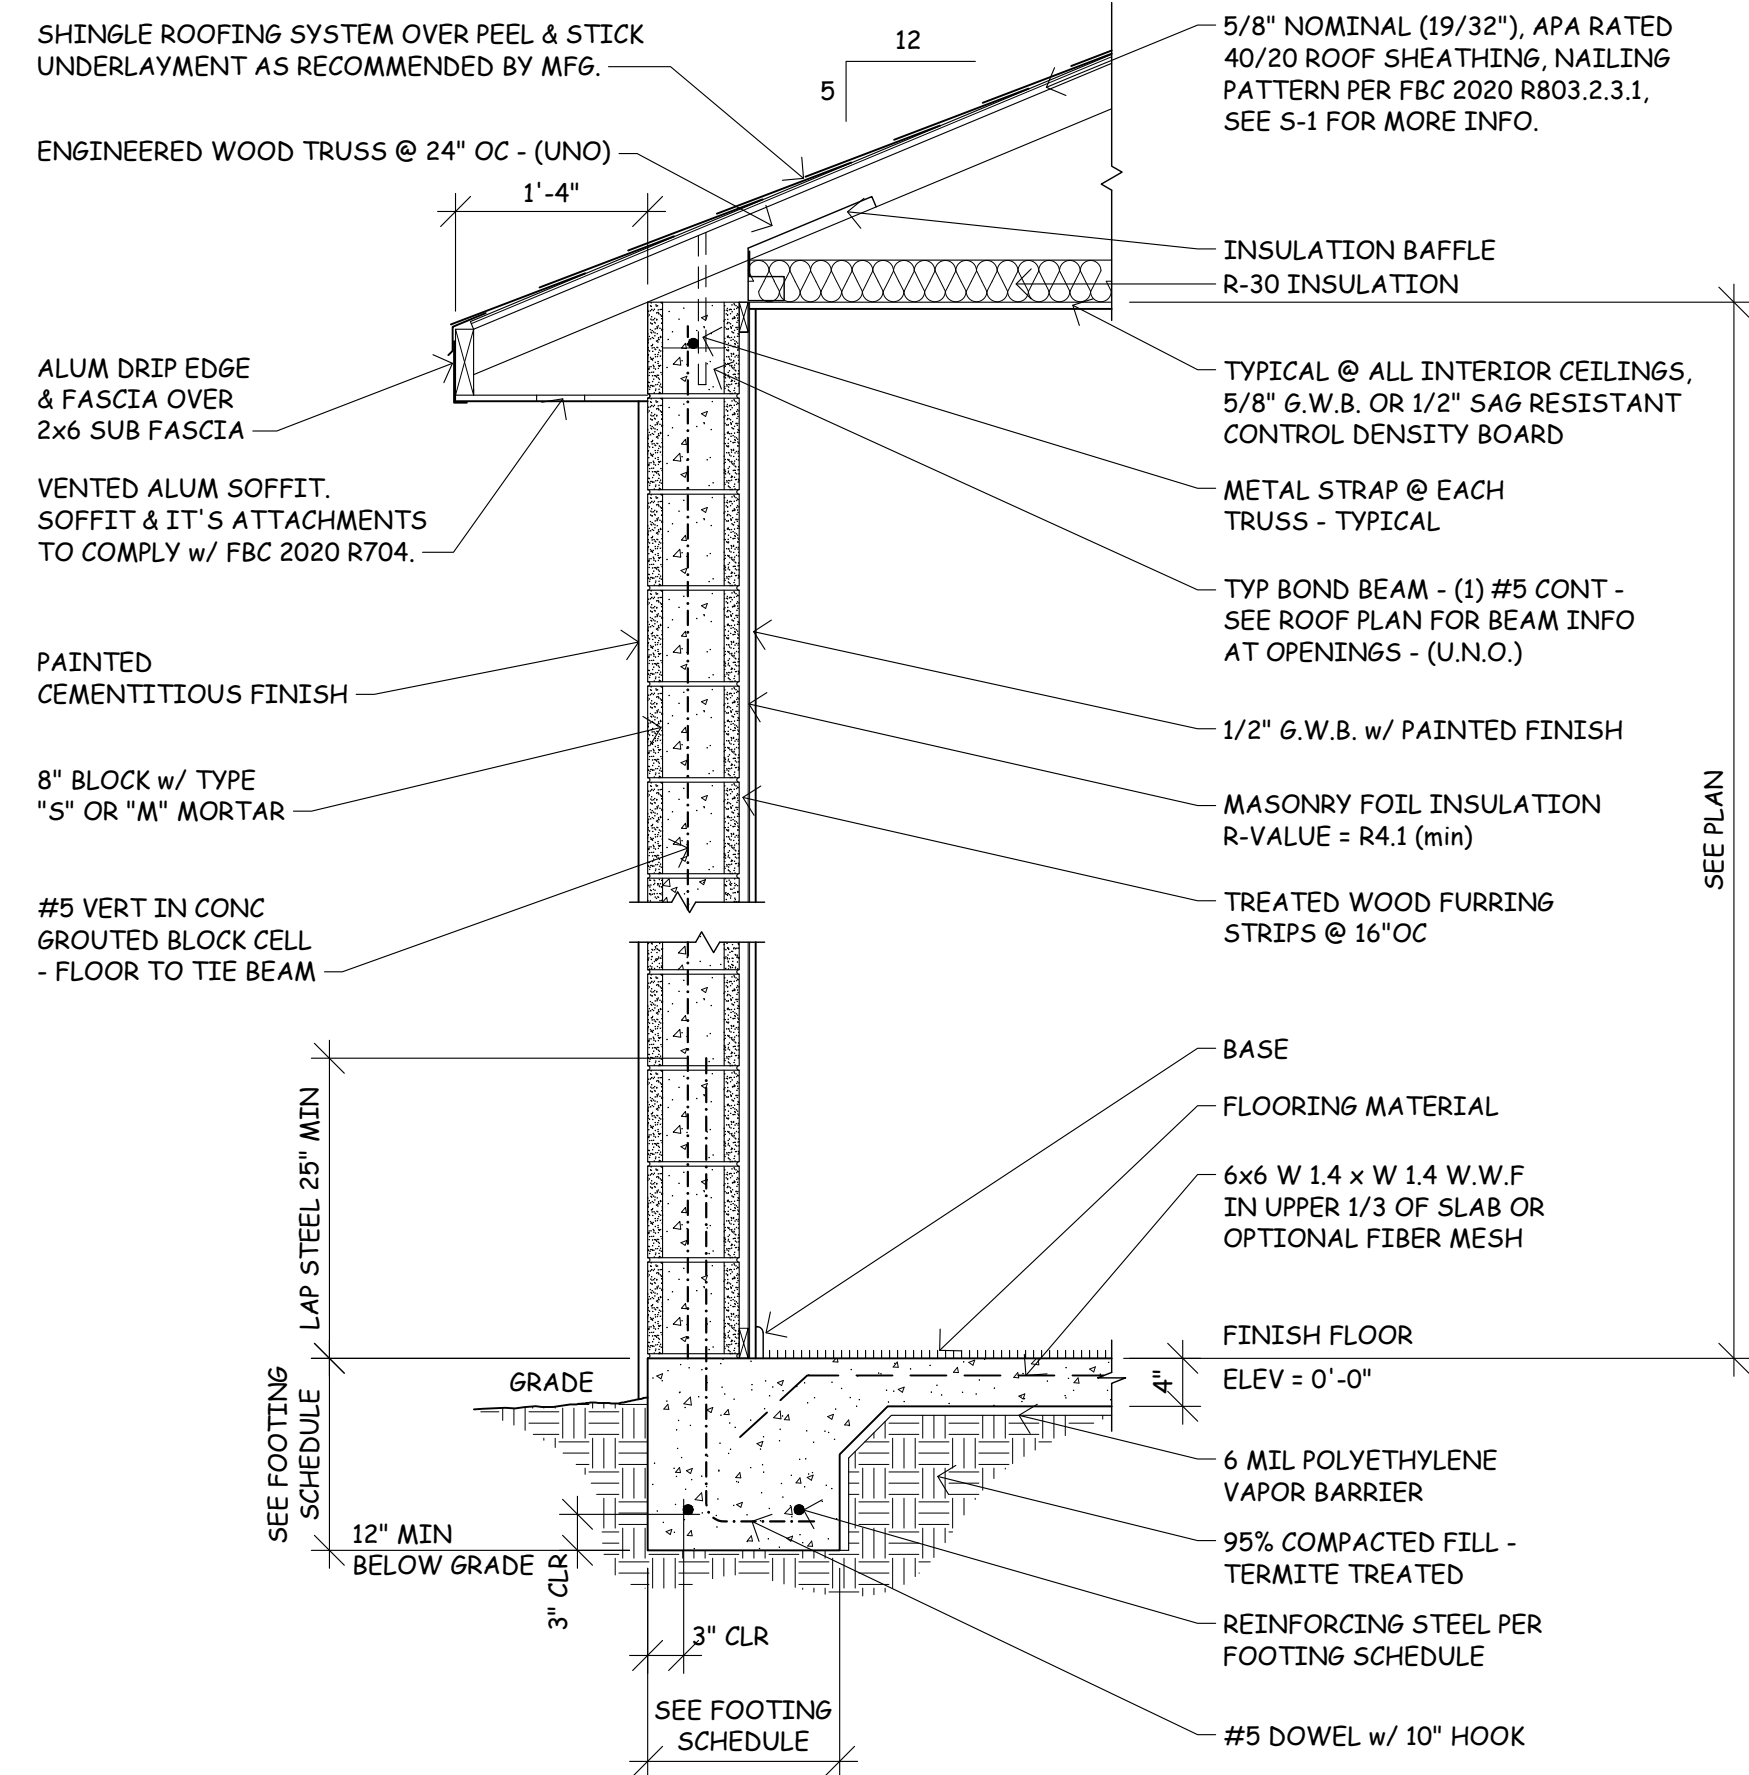 SHINGLE ROOFING SYSTEM OVER PEEL & STICK
UNDERLAYMENT AS RECOMMENDED BY MFG.
ENGINEERED WOOD TRUSS @ 24" OC - (UNO)
1'-4"
12
5
5/8" NOMINAL (19/32"), APA RATED
40/20 ROOF SHEATHING, NAILING
PATTERN PER FBC 2020 R803.2.3.1,
SEE S-1 FOR MORE INFO.
INSULATION BAFFLE
R-30 INSULATION
ALUM DRIP EDGE
& FASCIA OVER
2x6 SUB FASCIA
VENTED ALUM SOFFIT.
SOFFIT & IT'S ATTACHMENTS
TO COMPLY w/ FBC 2020 R704.
PAINTED
CEMENTITIOUS FINISH
8" BLOCK w/ TYPE
"S" OR "M" MORTAR
#5 VERT IN CONC
GROUTED BLOCK CELL
- FLOOR TO TIE BEAM
TYPICAL @ ALL INTERIOR CEILINGS,
5/8" G.W.B. OR 1/2" SAG RESISTANT
CONTROL DENSITY BOARD
METAL STRAP @ EACH
TRUSS - TYPICAL
TYP BOND BEAM - (1) #5 CONT -
SEE ROOF PLAN FOR BEAM INFO
AT OPENINGS - (U.N.O.)
1/2" G.W.B. w/ PAINTED FINISH
MASONRY FOIL INSULATION
R-VALUE = R4.1 (min)
TREATED WOOD FURRING
STRIPS @ 16"OC
SEE PLAN
BASE
FLOORING MATERIAL
6x6 W 1.4 x W 1.4 W.W.F
IN UPPER 1/3 OF SLAB OR
OPTIONAL FIBER MESH
FINISH FLOOR
ELEV = 0'-0"
4"
6 MIL POLYETHYLENE
VAPOR BARRIER
95% COMPACTED FILL -
TERMITE TREATED
REINFORCING STEEL PER
FOOTING SCHEDULE
#5 DOWEL w/ 10" HOOK
LAP STEEL 25" MIN
SEE FOOTING
SCHEDULE
GRADE
12" MIN
BELOW GRADE
3" CLR
3" CLR
SEE FOOTING
SCHEDULE